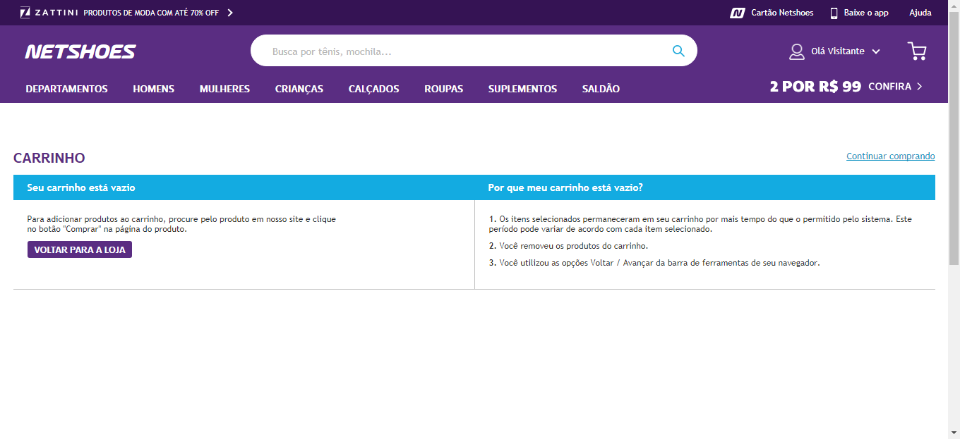 ZATTINI PRODUTOS DE MODA COM ATÉ 70% OFF
Cartão Netshoes
Baixe o app
Ajuda
NETSHOES
Busca por tênis, mochila...
Olá Visitante
DEPARTAMENTOS
HOMENS
MULHERES
CRIANÇAS
CALÇADOS
ROUPAS
SUPLEMENTOS
SALDÃO
2 POR R$ 99 CONFIRA
CARRINHO
Continuar comprando
Seu carrinho está vazio
Para adicionar produtos ao carrinho, procure pelo produto em nosso site e clique
no botão "Comprar" na página do produto.
VOLTAR PARA A LOJA
Por que meu carrinho está vazio?
1. Os itens selecionados permaneceram em seu carrinho por mais tempo do que o permitido pelo sistema. Este
período pode variar de acordo com cada item selecionado.
2. Você removeu os produtos do carrinho.
3. Você utilizou as opções Voltar / Avançar da barra de ferramentas de seu navegador.